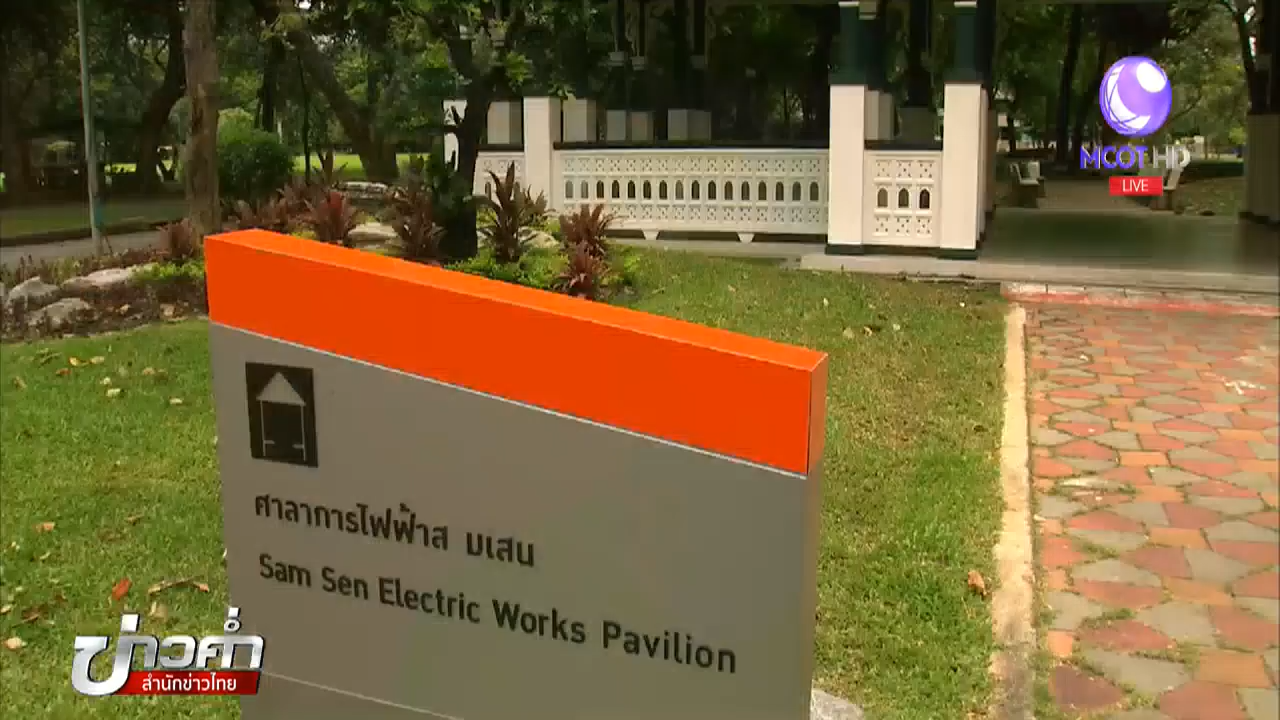 MCOT HD
LIVE
ศาลาการไฟฟ้าส มเสน
Sam Sen Electric Works Pavilion
ข่าวค่ำ
สำนักข่าวไทย